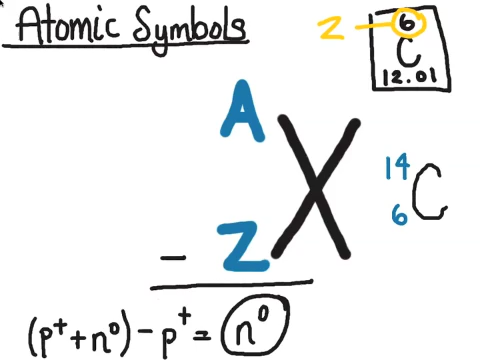 Atomic Symbols
Z 6
C
12.01
A
X
14
C
6
- Z
(p⁺ + n⁰) - p⁺ = n⁰